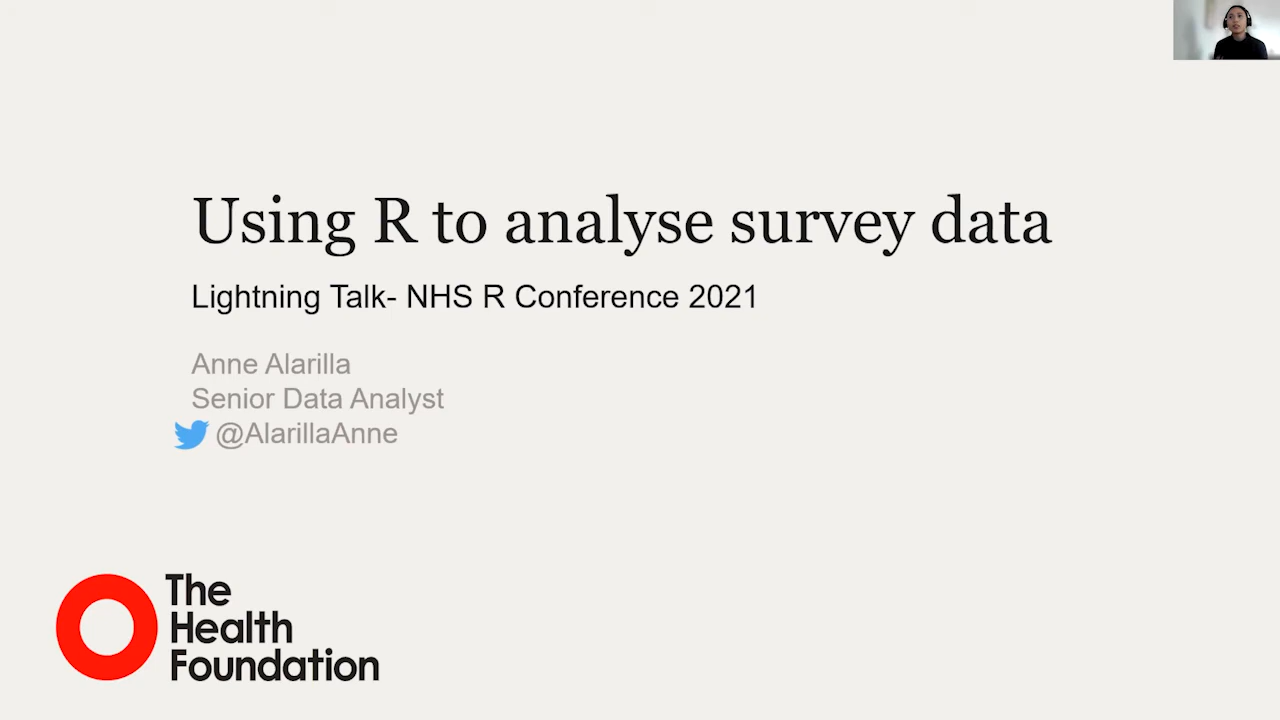 Using R to analyse survey data
Lightning Talk- NHS R Conference 2021
Anne Alarilla
Senior Data Analyst
@AlarillaAnne
The
Health
Foundation